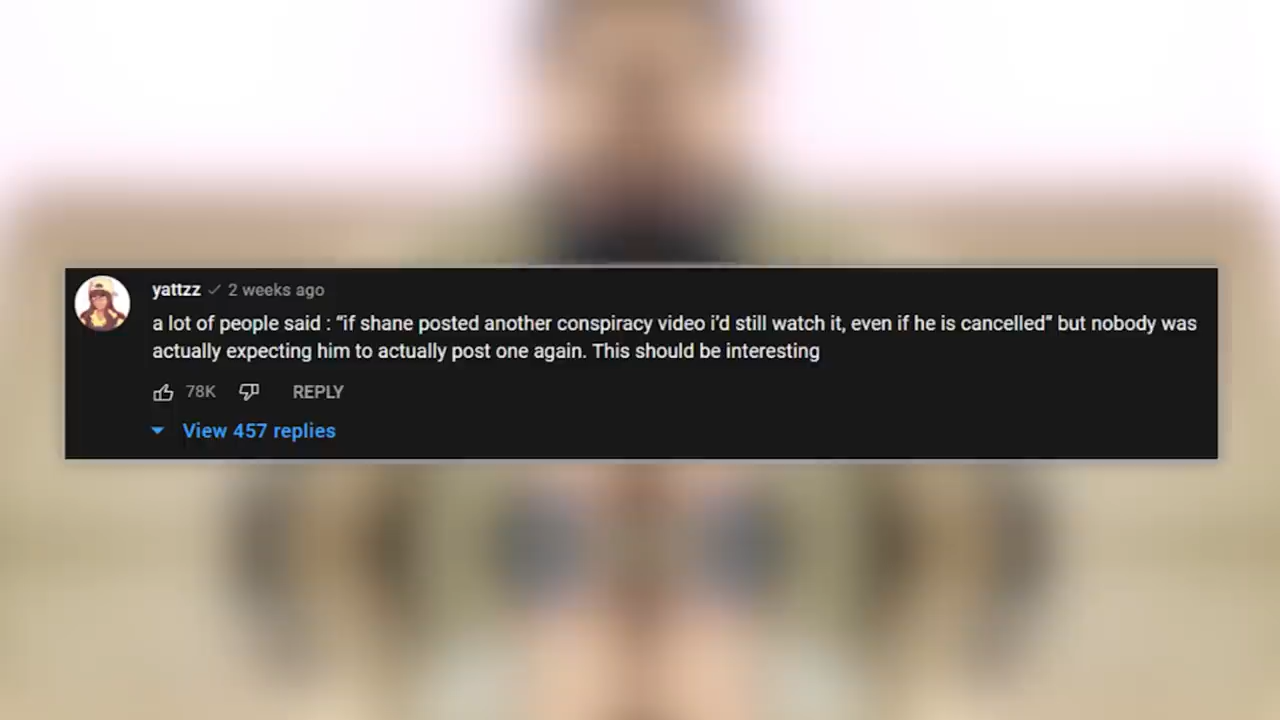 yattzz ✓ 2 weeks ago
a lot of people said : “if shane posted another conspiracy video i’d still watch it, even if he is cancelled” but nobody was
actually expecting him to actually post one again. This should be interesting
78K REPLY
View 457 replies